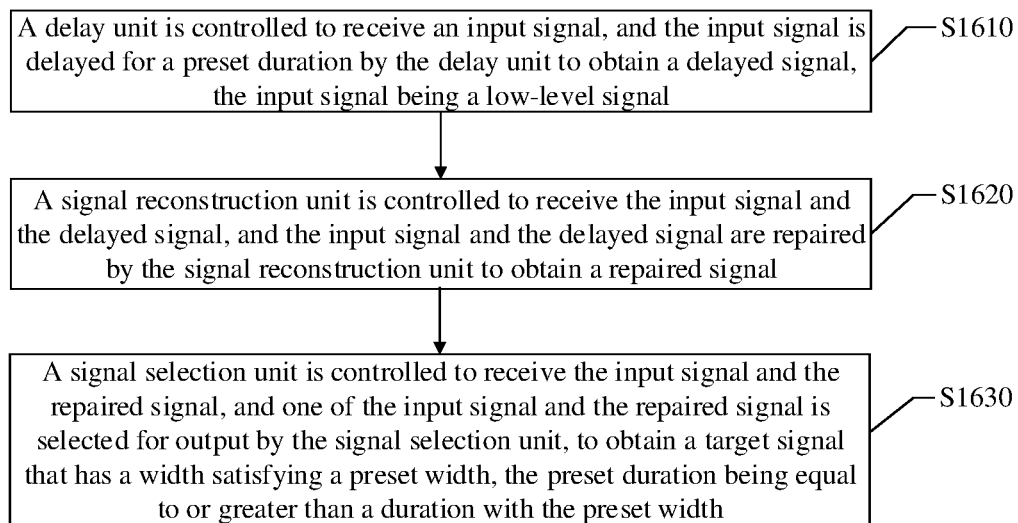 A delay unit is controlled to receive an input signal, and the input signal is
S1610
delayed for a preset duration by the delay unit to obtain a delayed signal,
the input signal being a low-level signal
A signal reconstruction unit is controlled to receive the input signal and
S1620
the delayed signal, and the input signal and the delayed signal are repaired
by the signal reconstruction unit to obtain a repaired signal
A signal selection unit is controlled to receive the input signal and the
S1630
repaired signal, and one of the input signal and the repaired signal is
selected for output by the signal selection unit, to obtain a target signal
that has a width satisfying a preset width, the preset duration being equal
to or greater than a duration with the preset width